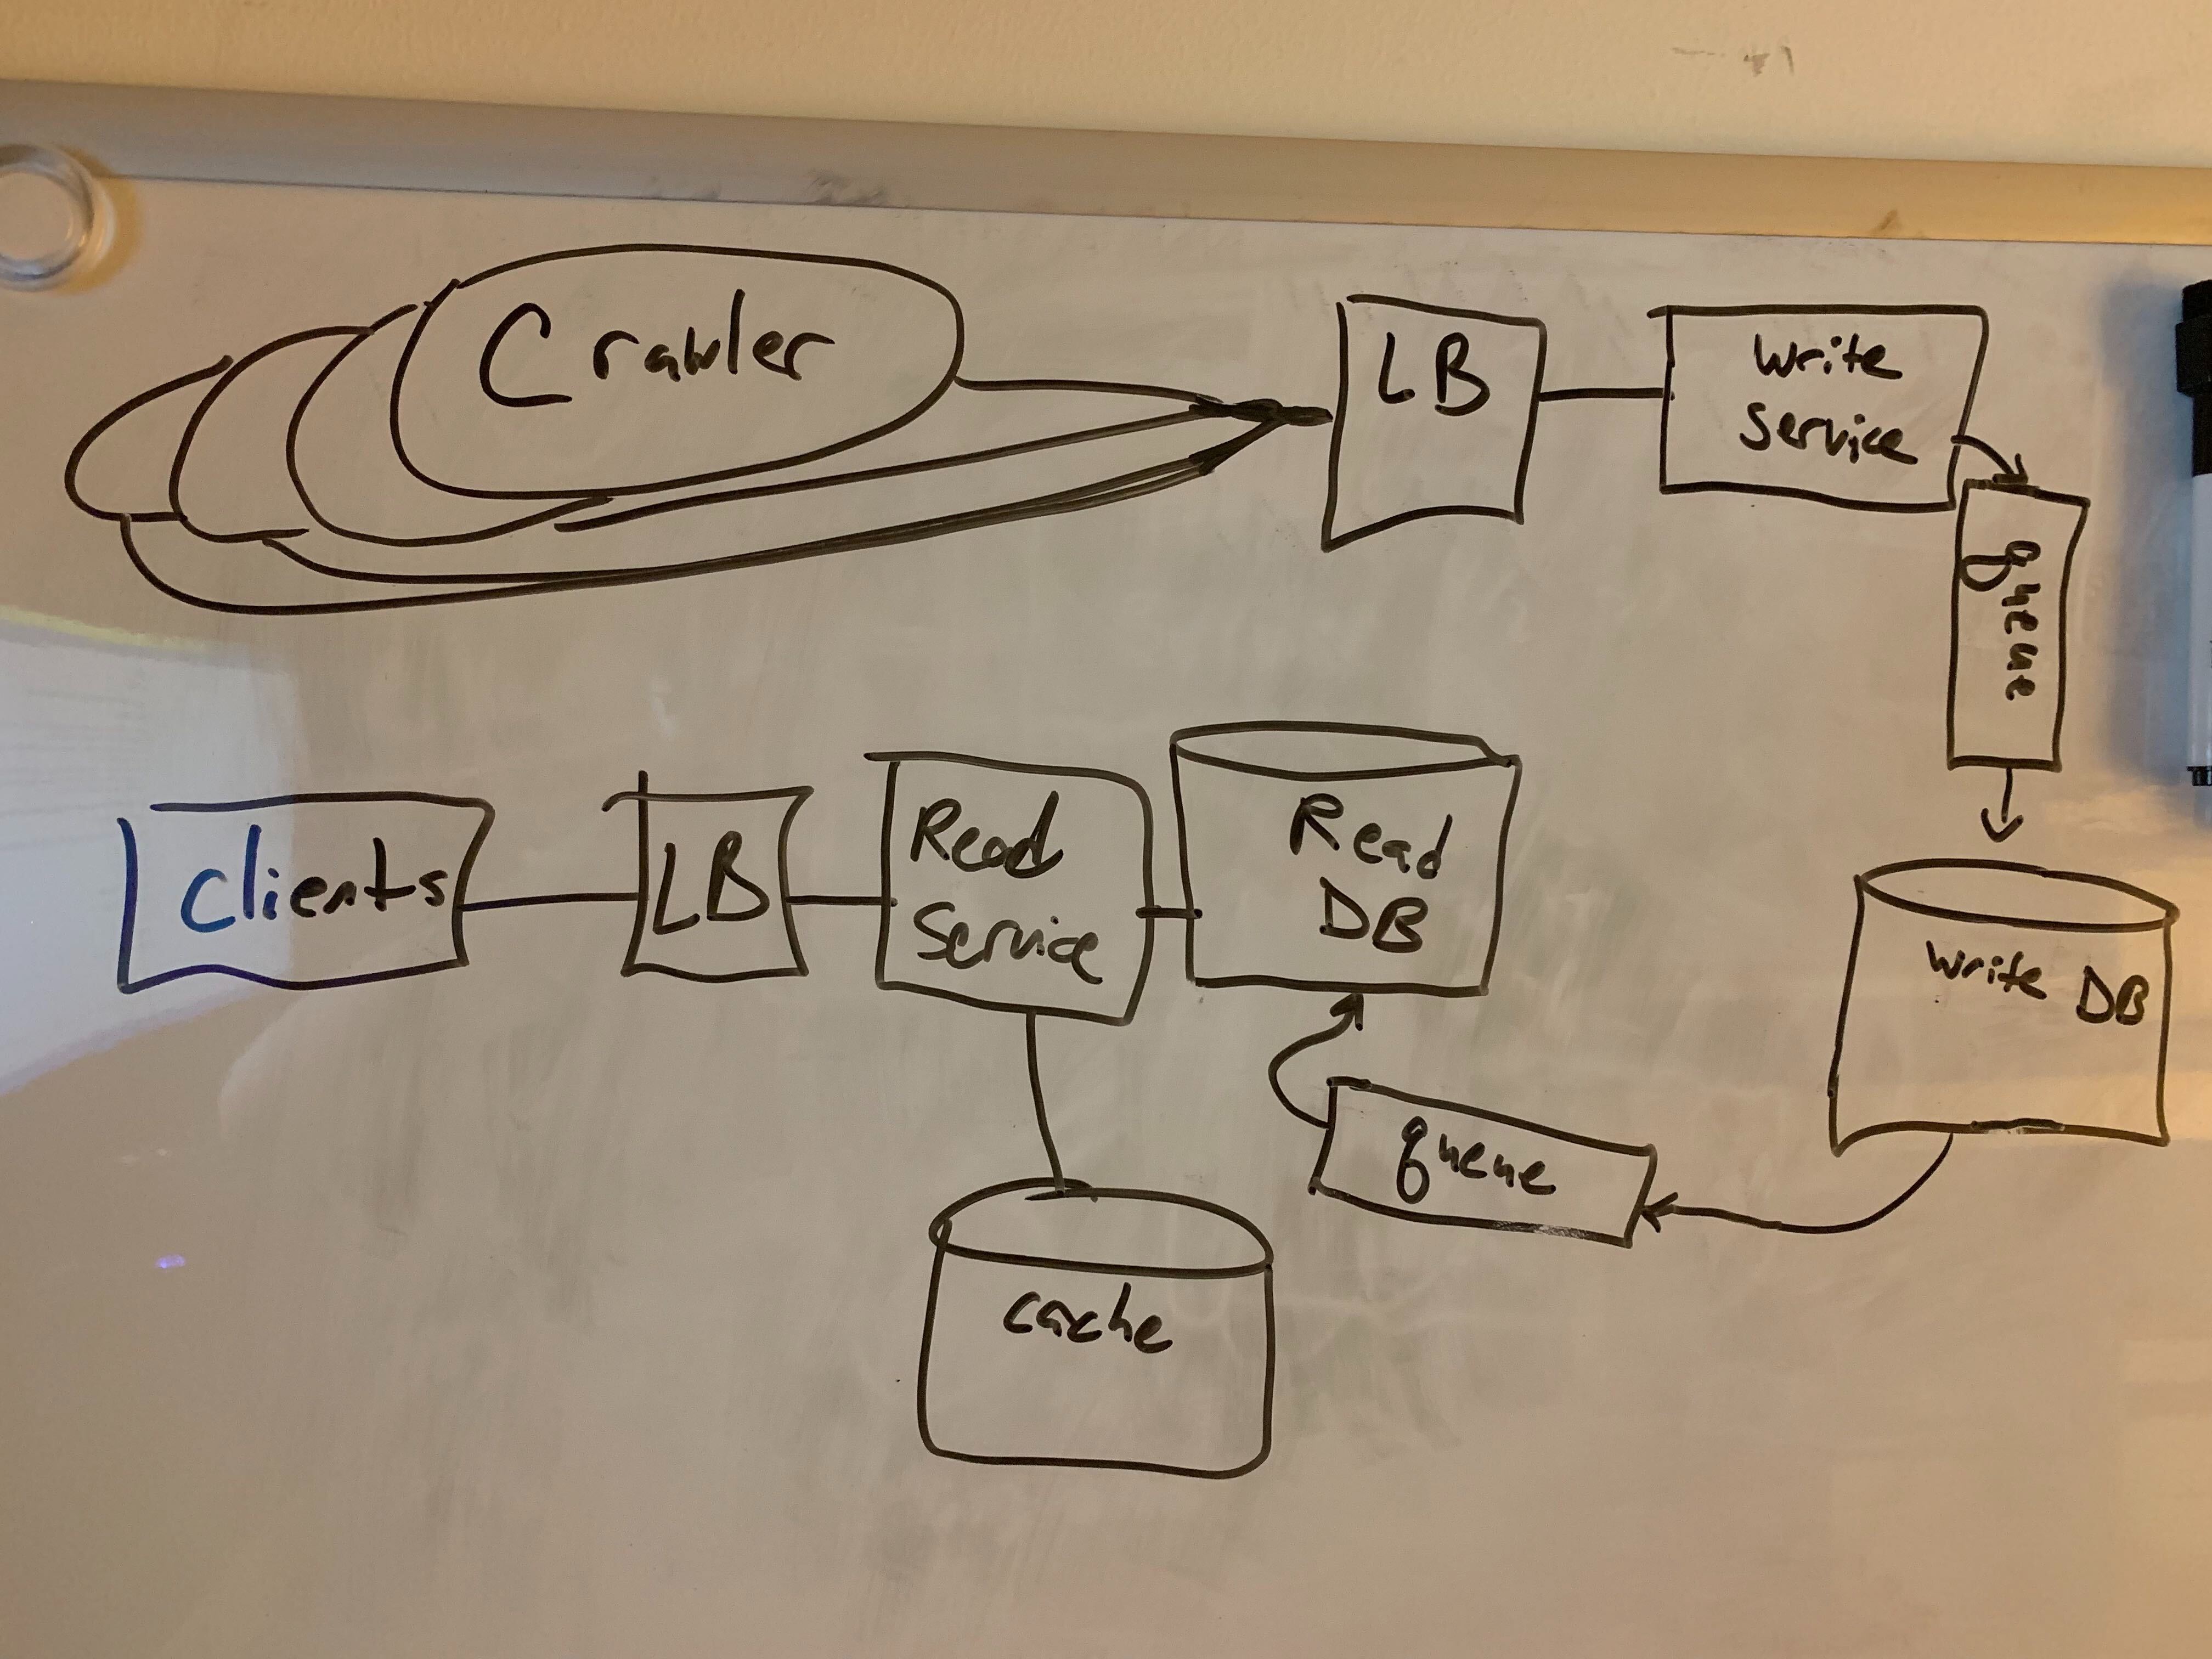 Crawler
LB
Write
Service
queue
Clients
LB
Read
Service
Read
DB
Write DB
queue
cache